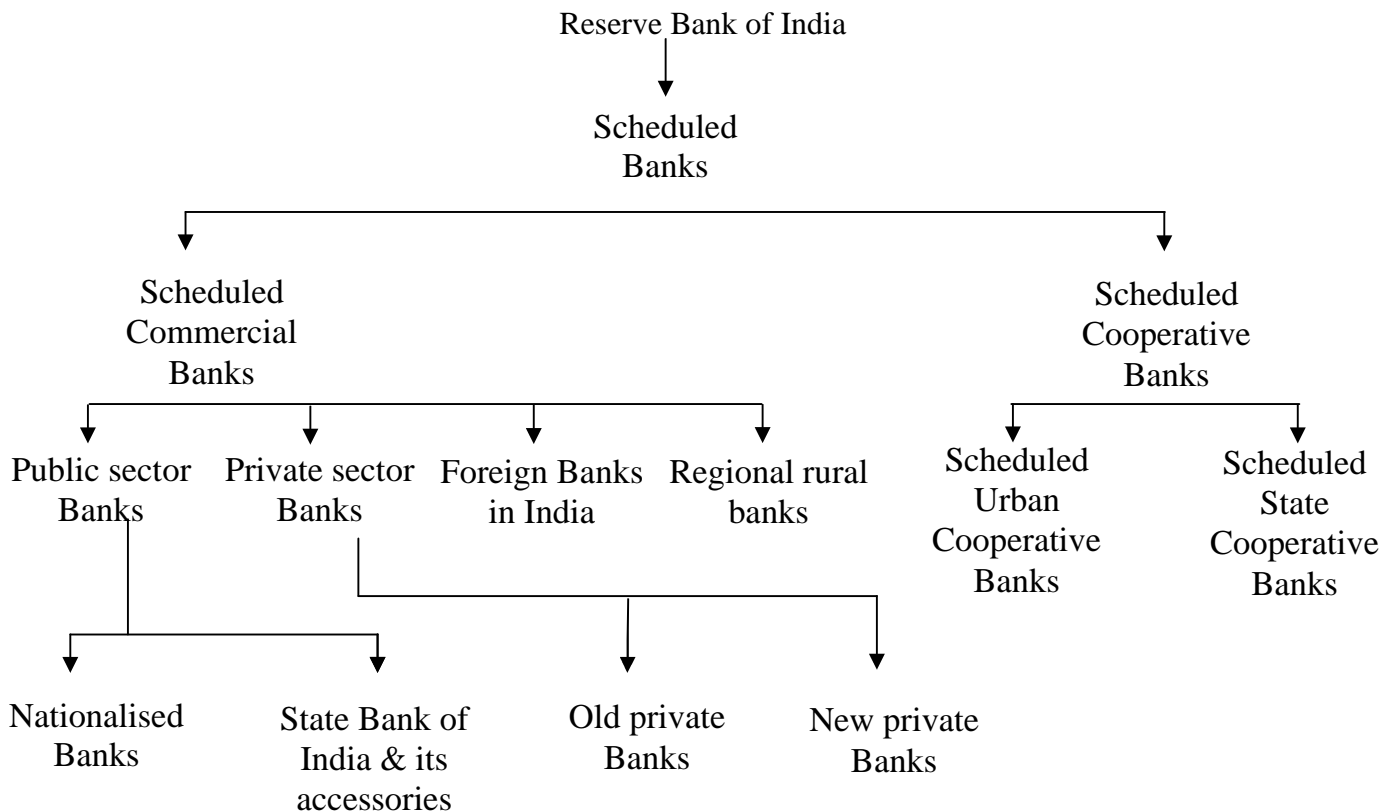 Reserve Bank of India
Scheduled
Banks
Scheduled
Commercial
Banks
Scheduled
Cooperative
Banks
Public sector
Banks
Private sector
Banks
Foreign Banks
in India
Regional rural
banks
Scheduled
Urban
Cooperative
Banks
Scheduled
State
Cooperative
Banks
Nationalised
Banks
State Bank of
India & its
accessories
Old private
Banks
New private
Banks